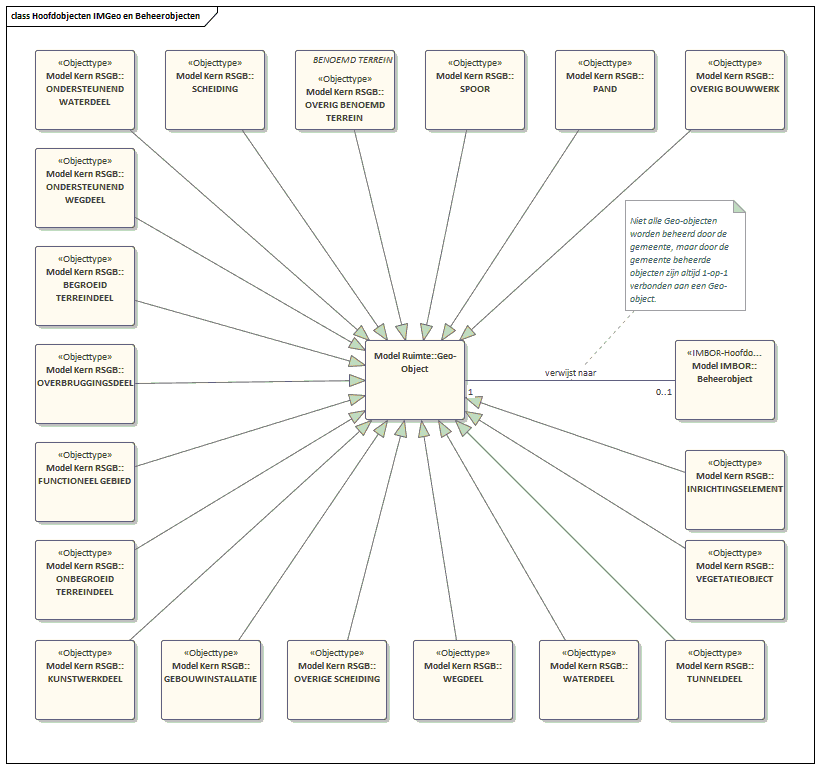 class Hoofdobjecten IMGeo en Beheerobjecten
«Objecttype»
Model Kern RSGB::
ONDERSTEUNEND
WATERDEEL
«Objecttype»
Model Kern RSGB::
SCHEIDING
BENOEMD TERREIN
«Objecttype»
Model Kern RSGB::
OVERIG BENOEMD
TERREIN
«Objecttype»
Model Kern RSGB::
SPOOR
«Objecttype»
Model Kern RSGB::
PAND
«Objecttype»
Model Kern RSGB::
OVERIG BOUWWERK
«Objecttype»
Model Kern RSGB::
ONDERSTEUNEND
WEGDEEL
Niet alle Geo-objecten
worden beheerd door de
gemeente, maar door de
gemeente beheerde
objecten zijn altijd 1-op-1
verbonden aan een Geo-
object.
«Objecttype»
Model Kern RSGB::
BEGROEID
TERREINDEEL
«Objecttype»
Model Kern RSGB::
OVERBRUGGINGSDEEL
Model Ruimte::Geo-
Object
verwijst naar
1
0..1
«IMBOR-Hoofdo...
Model IMBOR::
Beheerobject
«Objecttype»
Model Kern RSGB::
FUNCTIONEEL GEBIED
«Objecttype»
Model Kern RSGB::
INRICHTINGSELEMENT
«Objecttype»
Model Kern RSGB::
ONBEGROEID
TERREINDEEL
«Objecttype»
Model Kern RSGB::
VEGETATIEOBJECT
«Objecttype»
Model Kern RSGB::
KUNSTWERKDEEL
«Objecttype»
Model Kern RSGB::
GEBOUWINSTALLATIE
«Objecttype»
Model Kern RSGB::
OVERIGE SCHEIDING
«Objecttype»
Model Kern RSGB::
WEGDEEL
«Objecttype»
Model Kern RSGB::
WATERDEEL
«Objecttype»
Model Kern RSGB::
TUNNELDEEL